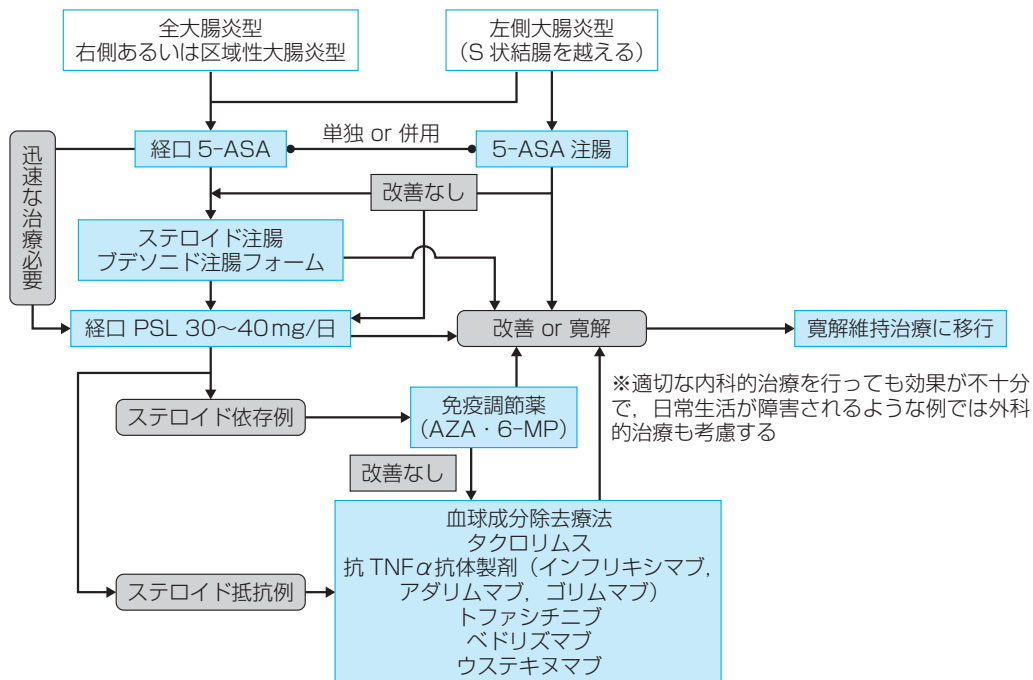 全大腸炎型
右側あるいは区域性大腸炎型
左側大腸炎型
（S 状結腸を越える）
迅速な治療必要
経口 5-ASA
単独 or 併用
5-ASA 注腸
改善なし
ステロイド注腸
ブデソニド注腸フォーム
経口 PSL 30～40mg/日
改善 or 寛解
寛解維持治療に移行
※適切な内科的治療を行っても効果が不十分
で，日常生活が障害されるような例では外科
的治療も考慮する
ステロイド依存例
免疫調節薬
（AZA・6-MP）
改善なし
血球成分除去療法
タクロリムス
抗 TNFα抗体製剤（インフリキシマブ，
アダリムマブ，ゴリムマブ）
トファシチニブ
ベドリズマブ
ウステキヌマブ
ステロイド抵抗例